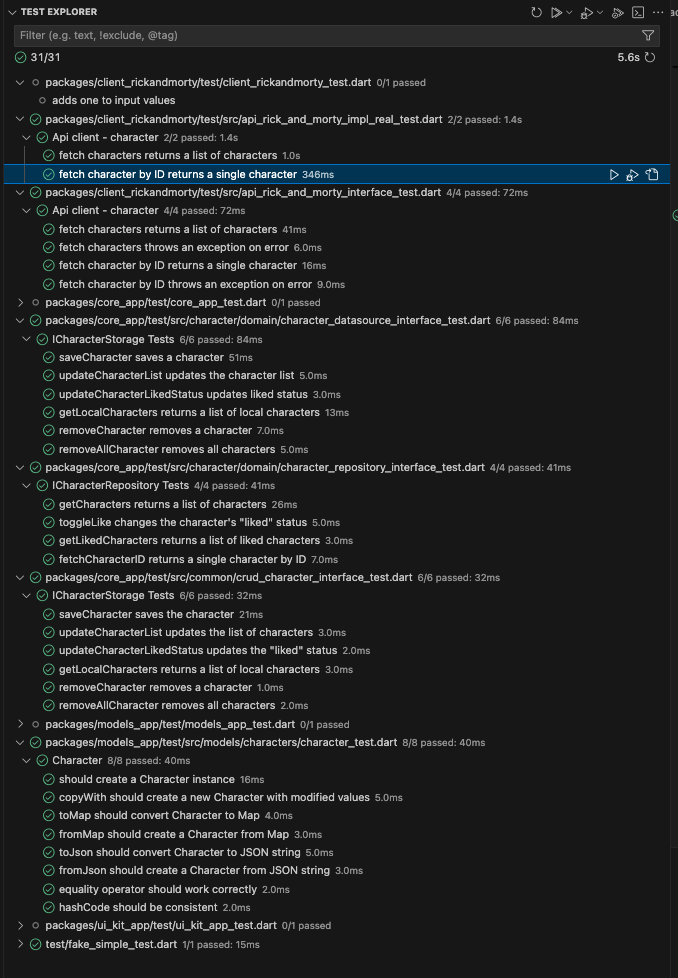 TEST EXPLORER
Filter (e.g. text, !exclude, @tag)
31/31 5.6s
packages/client_rickandmorty/test/client_rickandmorty_test.dart 0/1 passed
adds one to input values
packages/client_rickandmorty/test/src/api_rick_and_morty_impl_real_test.dart 2/2 passed: 1.4s
Api client - character 2/2 passed: 1.4s
fetch characters returns a list of characters 1.0s
fetch character by ID returns a single character 346ms
packages/client_rickandmorty/test/src/api_rick_and_morty_interface_test.dart 4/4 passed: 72ms
Api client - character 4/4 passed: 72ms
fetch characters returns a list of characters 41ms
fetch characters throws an exception on error 6.0ms
fetch character by ID returns a single character 16ms
fetch character by ID throws an exception on error 9.0ms
packages/core_app/test/core_app_test.dart 0/1 passed
packages/core_app/test/src/character/domain/character_datasource_interface_test.dart 6/6 passed: 84ms
ICharacterStorage Tests 6/6 passed: 84ms
saveCharacter saves a character 51ms
updateCharacterList updates the character list 5.0ms
updateCharacterLikedStatus updates liked status 3.0ms
getLocalCharacters returns a list of local characters 13ms
removeCharacter removes a character 7.0ms
removeAllCharacter removes all characters 5.0ms
packages/core_app/test/src/character/domain/character_repository_interface_test.dart 4/4 passed: 41ms
ICharacterRepository Tests 4/4 passed: 41ms
getCharacters returns a list of characters 26ms
toggleLike changes the character's "liked" status 5.0ms
getLikedCharacters returns a list of liked characters 3.0ms
fetchCharacterID returns a single character by ID 7.0ms
packages/core_app/test/src/common/crud_character_interface_test.dart 6/6 passed: 32ms
ICharacterStorage Tests 6/6 passed: 32ms
saveCharacter saves the character 21ms
updateCharacterList updates the list of characters 3.0ms
updateCharacterLikedStatus updates the "liked" status 2.0ms
getLocalCharacters returns a list of local characters 3.0ms
removeCharacter removes a character 1.0ms
removeAllCharacter removes all characters 2.0ms
packages/models_app/test/models_app_test.dart 0/1 passed
packages/models_app/test/src/models/characters/character_test.dart 8/8 passed: 40ms
Character 8/8 passed: 40ms
should create a Character instance 16ms
copyWith should create a new Character with modified values 5.0ms
toMap should convert Character to Map 4.0ms
fromMap should create a Character from Map 3.0ms
toJson should convert Character to JSON string 5.0ms
fromJson should create a Character from JSON string 3.0ms
equality operator should work correctly 2.0ms
hashCode should be consistent 2.0ms
packages/ui_kit_app/test/ui_kit_app_test.dart 0/1 passed
test/fake_simple_test.dart 1/1 passed: 15ms